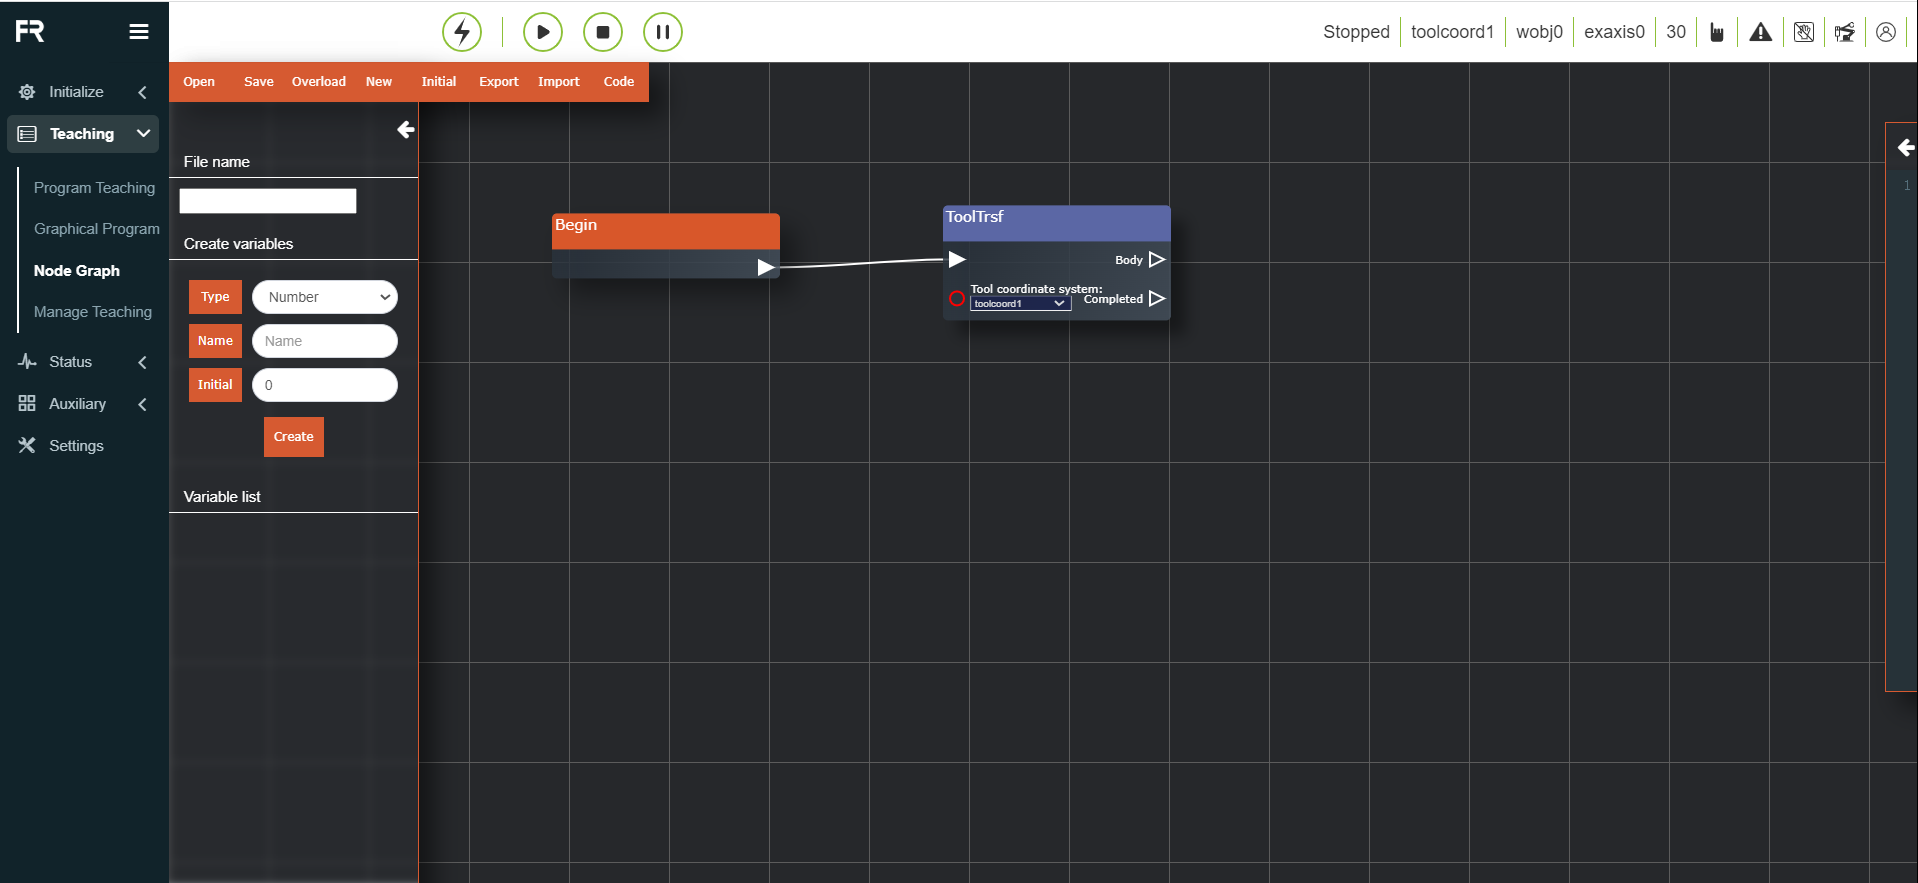 FR
Stopped
toolcoord1
wobj0
exaxis0
30
Open
Save
Overload
New
Initial
Export
Import
Code
Initialize
Teaching
Program Teaching
Graphical Program
Node Graph
Manage Teaching
Status
Auxiliary
Settings
File name
Create variables
Type
Number
Name
Name
Initial
0
Create
Variable list
Begin
ToolTrsf
Body
Tool coordinate system:
toolcoord1
Completed
1